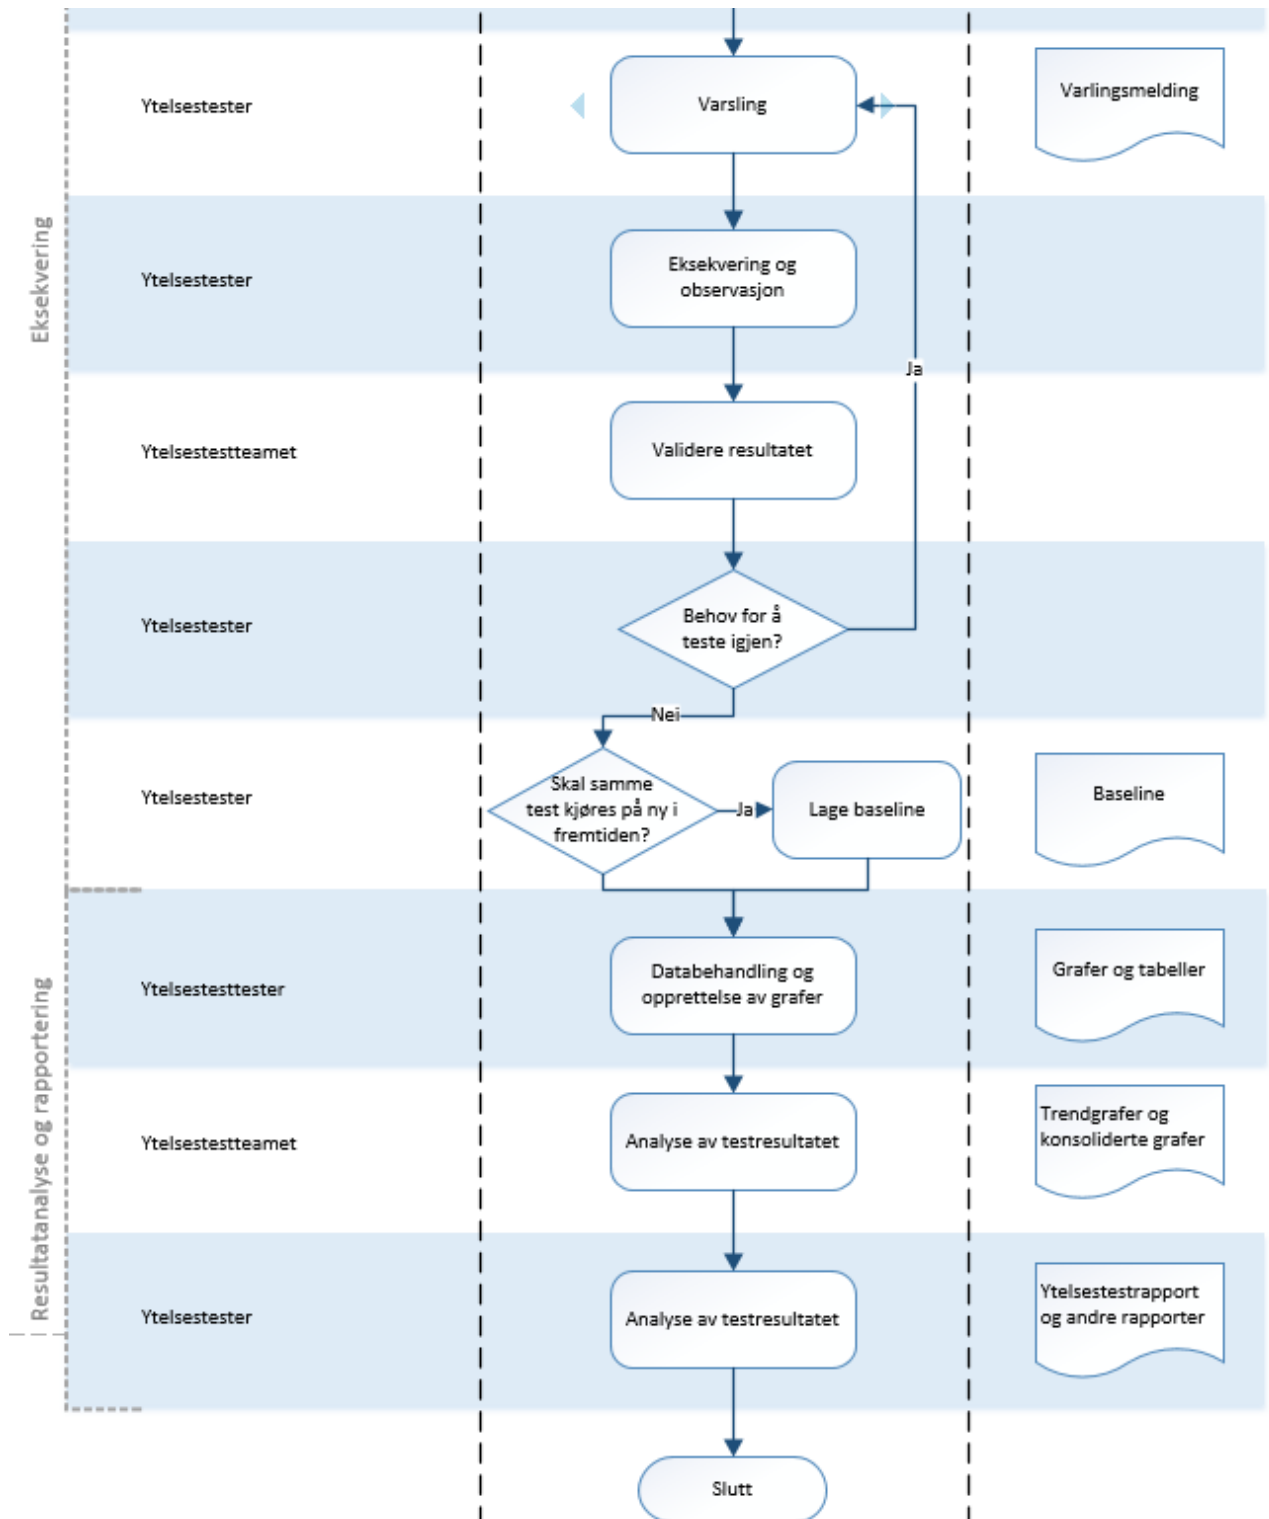 Eksekvering
Ytelsestester
Varsling
Varlingsmelding
Ytelsestester
Eksekvering og
observasjon
Ja
Ytelsestestteamet
Validere resultatet
Ytelsestester
Behov for å
teste igjen?
Nei
Ytelsestester
Skal samme
test kjøres på ny i
fremtiden?
Ja
Lage baseline
Baseline
Resultatanalyse og rapportering
Ytelsestesttester
Databehandling og
opprettelse av grafer
Grafer og tabeller
Ytelsestestteamet
Analyse av testresultatet
Trendgrafer og
konsoliderte grafer
Ytelsestester
Analyse av testresultatet
Ytelsestestrapport
og andre rapporter
Slutt